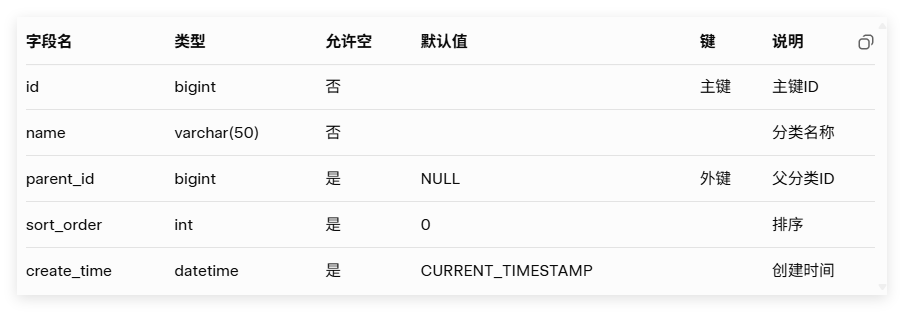 字段名 类型 允许空 默认值 键 说明
id bigint 否 主键 主键ID
name varchar(50) 否 分类名称
parent_id bigint 是 NULL 外键 父分类ID
sort_order int 是 0 排序
create_time datetime 是 CURRENT_TIMESTAMP 创建时间